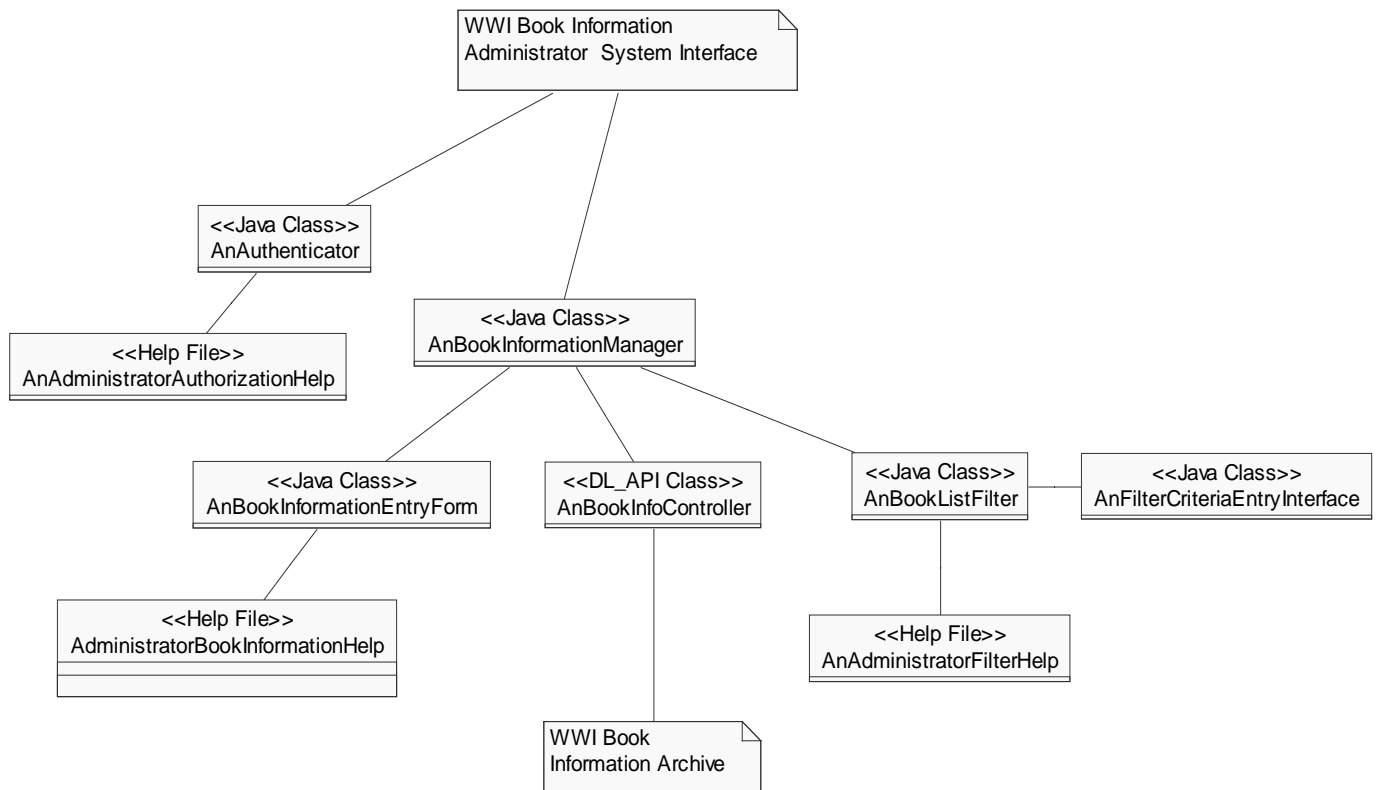 WWI Book Information
Administrator System Interface
<<Java Class>>
AnAuthenticator
<<Java Class>>
AnBookInformationManager
<<Help File>>
AnAdministratorAuthorizationHelp
<<Java Class>>
AnBookInformationEntryForm
<<DL_API Class>>
AnBookInfoController
<<Java Class>>
AnBookListFilter
<<Java Class>>
AnFilterCriteriaEntryInterface
<<Help File>>
AdministratorBookInformationHelp
<<Help File>>
AnAdministratorFilterHelp
WWI Book
Information Archive